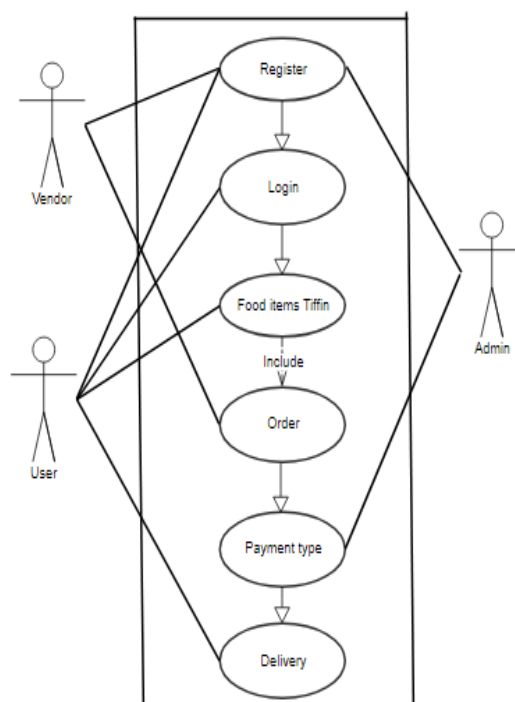 Register
Vendor
Login
Food items Tiffin
Admin
Include
Order
User
Payment type
Delivery